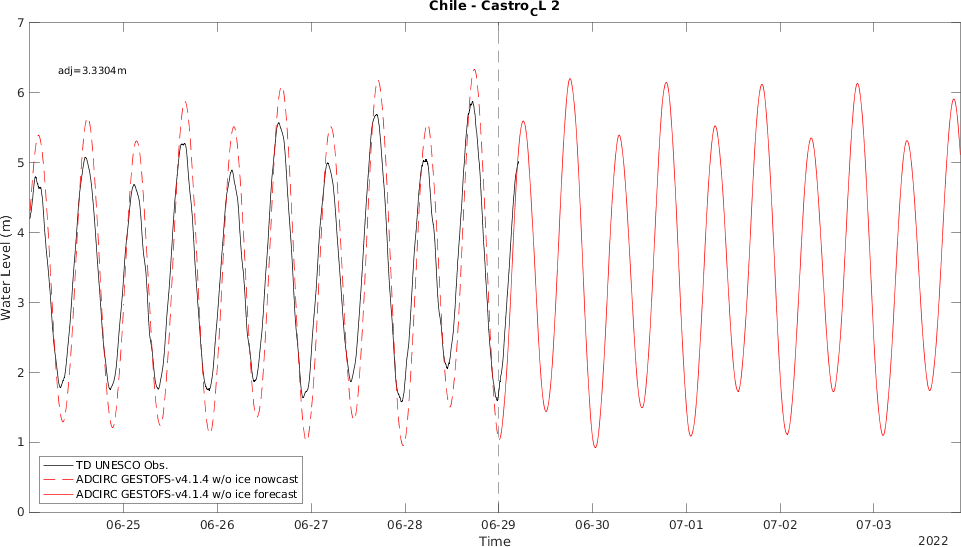 Chile - Castro_CL 2
adj=3.3304m
7
6
5
4
3
2
1
0
Water Level (m)
TD UNESCO Obs.
ADCIRC GESTOFS-v4.1.4 w/o ice nowcast
ADCIRC GESTOFS-v4.1.4 w/o ice forecast
06-25 06-26 06-27 06-28 06-29 06-30 07-01 07-02 07-03
Time
2022